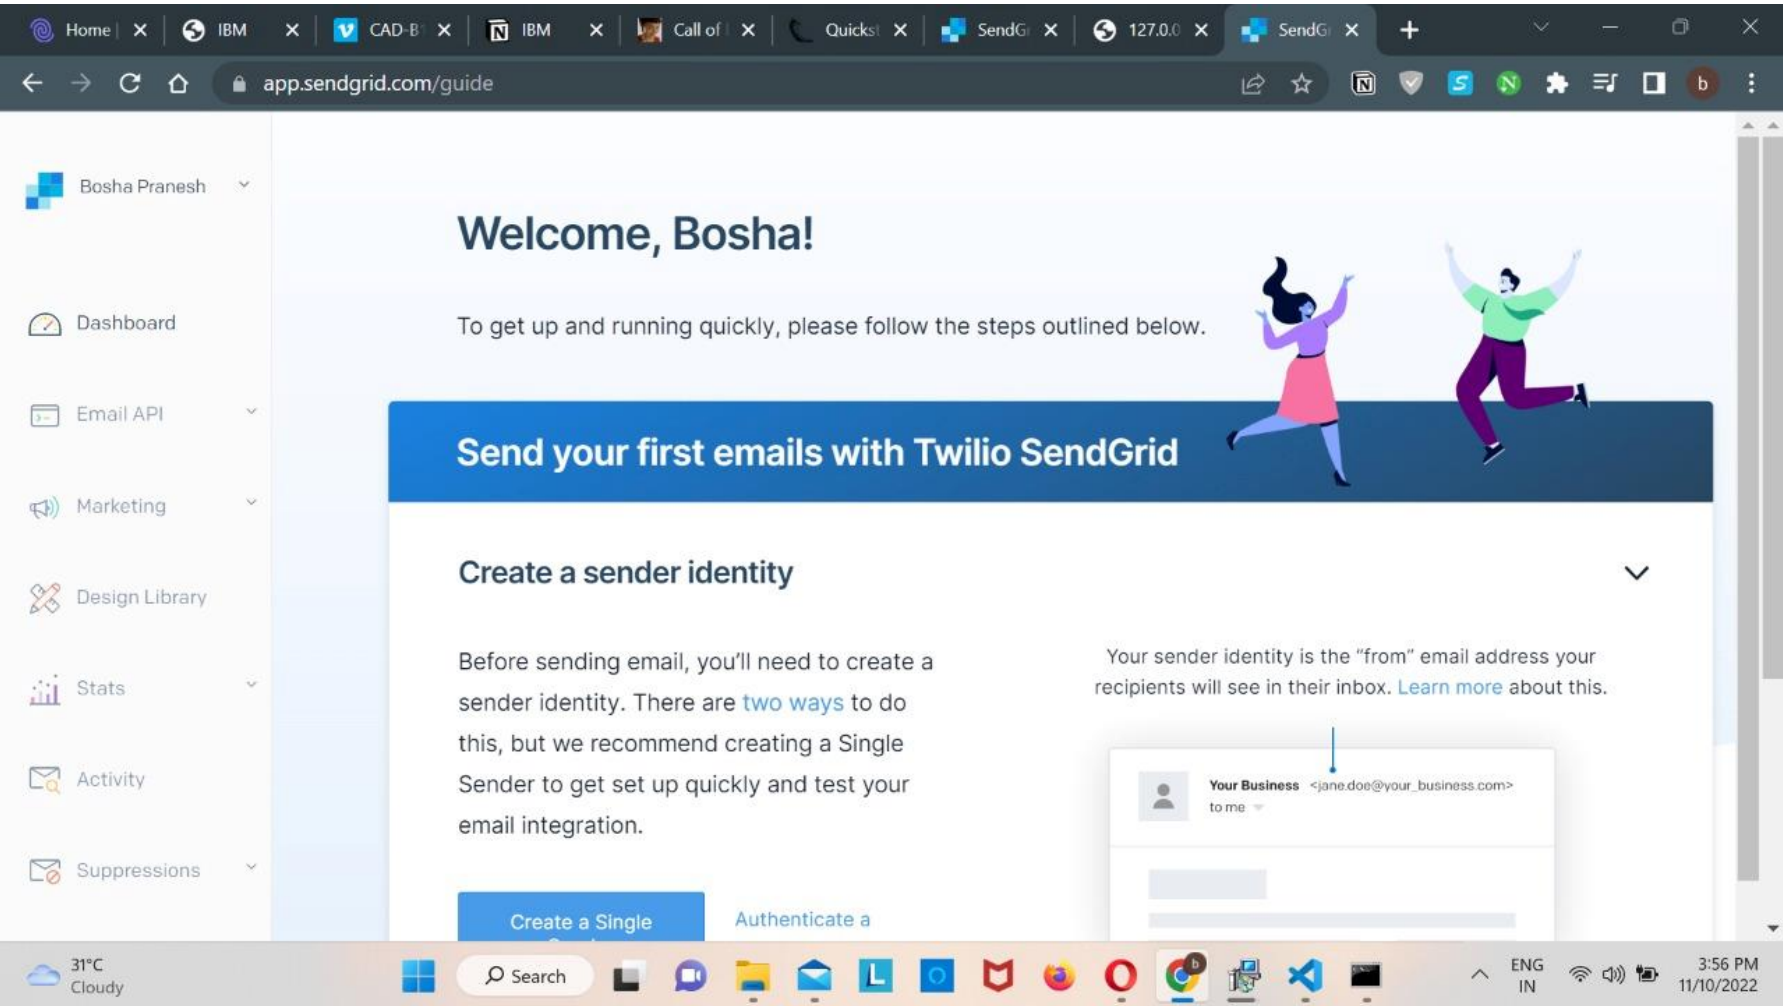 Home
IBM
CAD-B
IBM
Call of
Quicks
SendG
127.0.0
SendG
app.sendgrid.com/guide
b
Bosha Pranesh
Dashboard
Email API
Marketing
Design Library
Stats
Activity
Suppressions
Welcome, Bosha!
To get up and running quickly, please follow the steps outlined below.
Send your first emails with Twilio SendGrid
Create a sender identity
Before sending email, you'll need to create a
sender identity. There are two ways to do
this, but we recommend creating a Single
Sender to get set up quickly and test your
email integration.
Create a Single
Authenticate a
Your sender identity is the “from” email address your
recipients will see in their inbox. Learn more about this.
Your Business <jane.doe@your_business.com>
to me
31°C
Cloudy
Search
ENG
IN
3:56 PM
11/10/2022